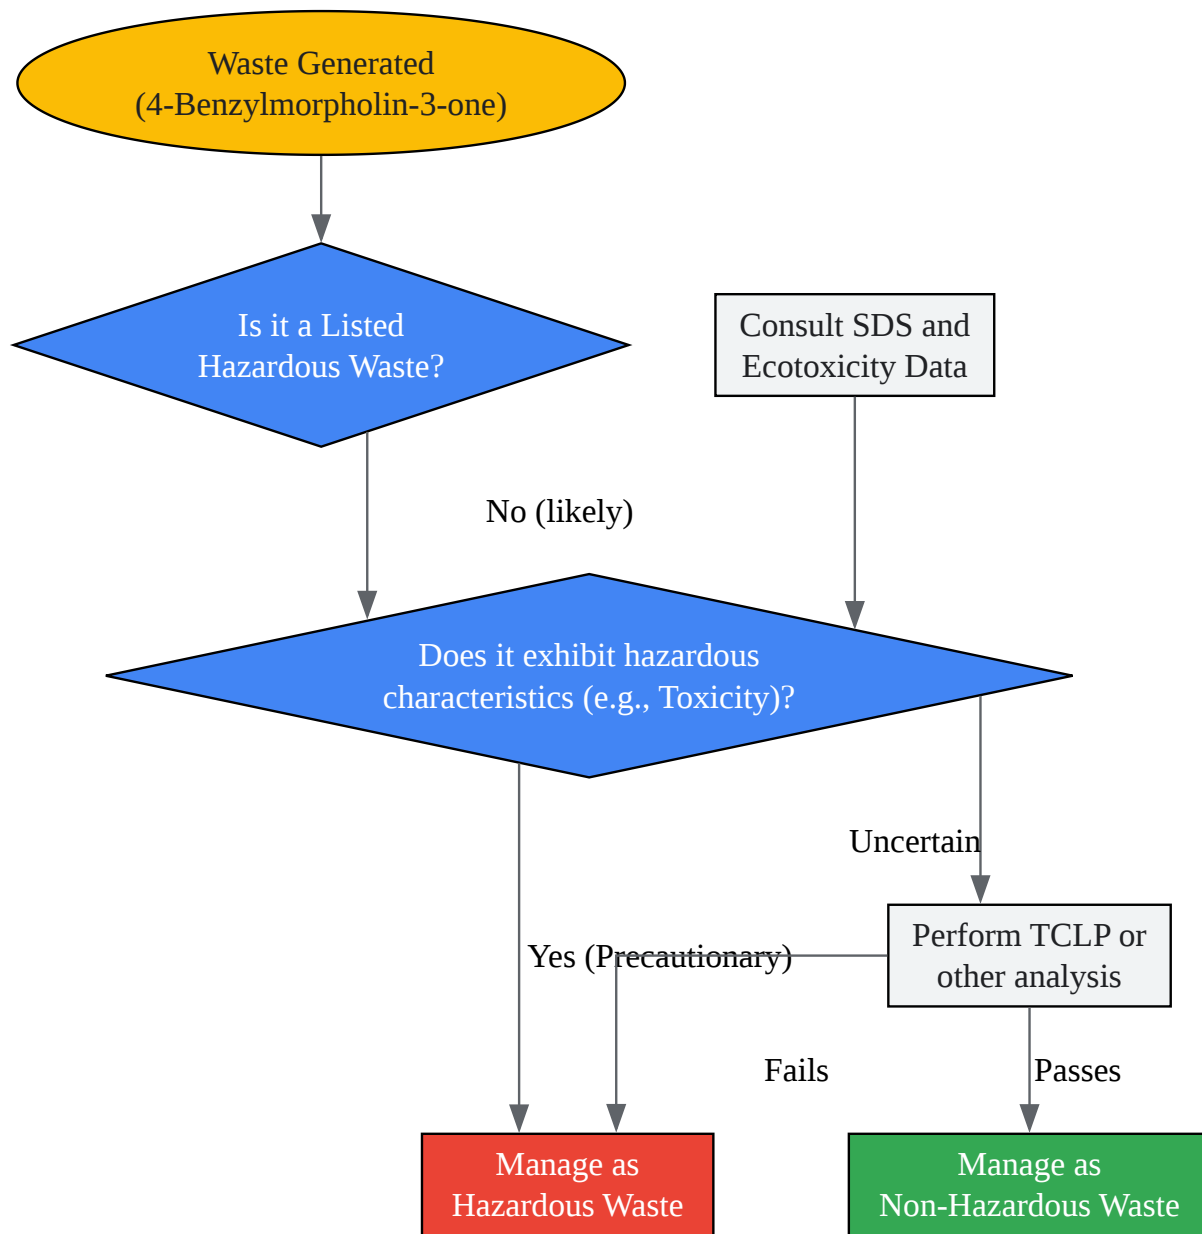 Waste Generated
(4-Benzylmorpholin-3-one)
Is it a Listed
Hazardous Waste?
Consult SDS and
Ecotoxicity Data
No (likely)
Does it exhibit hazardous
characteristics (e.g., Toxicity)?
Uncertain
Perform TCLP or
other analysis
Yes (Precautionary)
Fails
Passes
Manage as
Hazardous Waste
Manage as
Non-Hazardous Waste